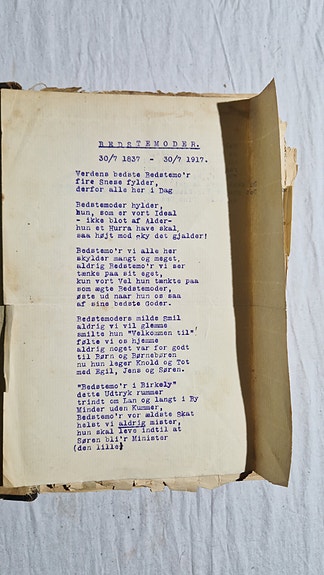 BEDSTEMODER.
30/7 1837 - 30/7 1917.
Verdens bedste Bedstemo'r
fire Snese fylder,
derfor alle her i Dag
Bedstemoder hylder,
hun, som er vort Ideal
- ikke blot af Alder-
hun et Hurra have skal,
saa højt mod Sky det gjalder!
Bedstemo'r vi alle her
skylder mangt og meget,
aldrig Bedstemo'r vi ser
tænke paa sit eget,
kun vort Vel hun tænkte paa
som ægte Bedstemoder,
øste ud naar hun os saa
af sine bedste Goder.
Bedstemoders milde Smil
aldrig vi vil glemme
smilte hun "Velkommen til"!
følte vi os hjemme
aldrig noget var for godt
til Børn og Børnebøren
nu hun leger Knold og Tot
med Egil, Jens og Søren.
"Bedstemo'r i Birkely"
dette Udtryk rummer
trindt om Lan og langt i By
Minder uden Kummer,
Bedstemo'r vor ældste Skat
helst vi aldrig mister,
hun skal leve indtil at
Søren bli'r Minister
(den lille)